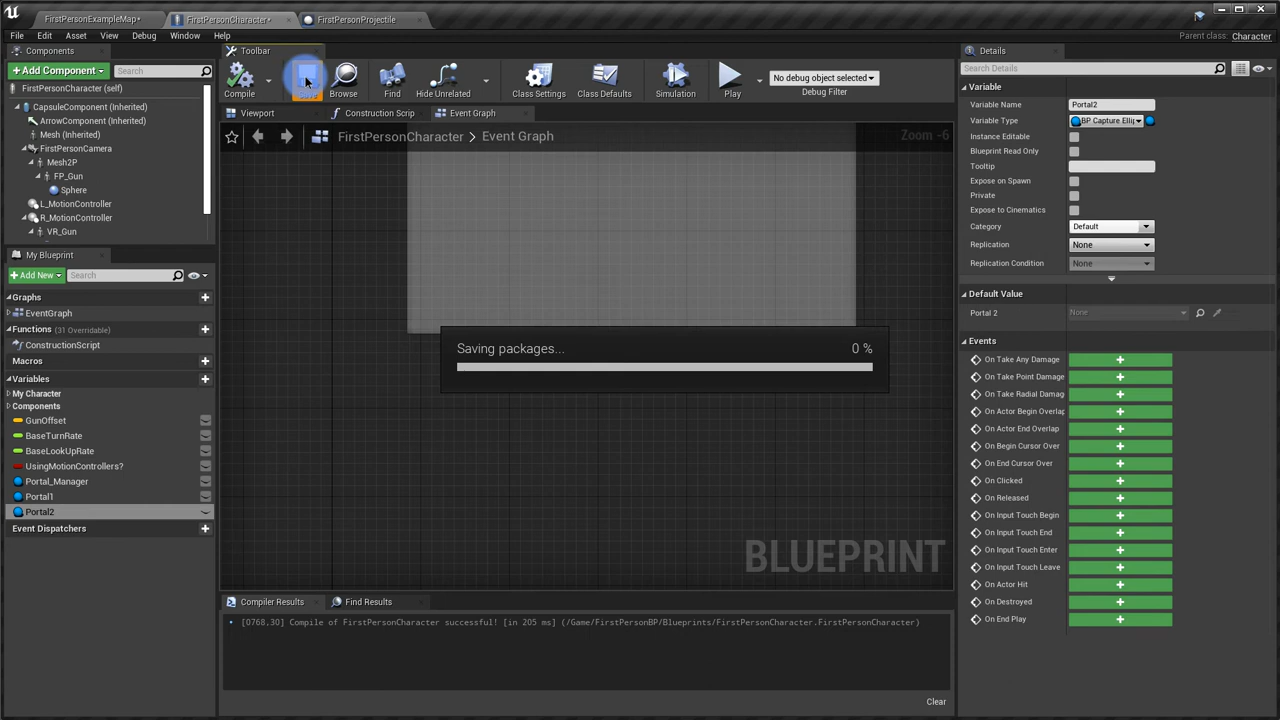 FirstPersonExampleMap*
FirstPersonCharacter*
FirstPersonProjectile
File Edit Asset View Debug Window Help
Parent class: Character
Components
Toolbar
Details
+Add Component
Search
Search Details
FirstPersonCharacter (self)
Compile
Browse
Find
Hide Unrelated
Class Settings
Class Defaults
Simulation
Play
No debug object selected
Debug Filter
CapsuleComponent (Inherited)
ArrowComponent (Inherited)
Mesh (Inherited)
FirstPersonCamera
Mesh2P
FP_Gun
Sphere
L_MotionController
R_MotionController
VR_Gun
Viewport
Construction Scrip
Event Graph
FirstPersonCharacter > Event Graph
Zoom -6
Saving packages...
0 %
BLUEPRINT
My Blueprint
+Add New
Search
Graphs
EventGraph
Functions (31 Overridable)
ConstructionScript
Macros
Variables
My Character
Components
GunOffset
BaseTurnRate
BaseLookUpRate
UsingMotionControllers?
Portal_Manager
Portal1
Portal2
Event Dispatchers
Compiler Results
Find Results
[0768.30] Compile of FirstPersonCharacter successful! [in 205 ms] (/Game/FirstPersonBP/Blueprints/FirstPersonCharacter.FirstPersonCharacter)
Clear
Variable
Variable Name Portal2
Variable Type BP Capture Ellip
Instance Editable
Blueprint Read Only
Tooltip
Expose on Spawn
Private
Expose to Cinematics
Category Default
Replication None
Replication Condition None
Default Value
Portal 2 None
Events
On Take Any Damage
On Take Point Damage
On Take Radial Damag
On Actor Begin Overlap
On Actor End Overlap
On Begin Cursor Over
On End Cursor Over
On Clicked
On Released
On Input Touch Begin
On Input Touch End
On Input Touch Enter
On Input Touch Leave
On Actor Hit
On Destroyed
On End Play